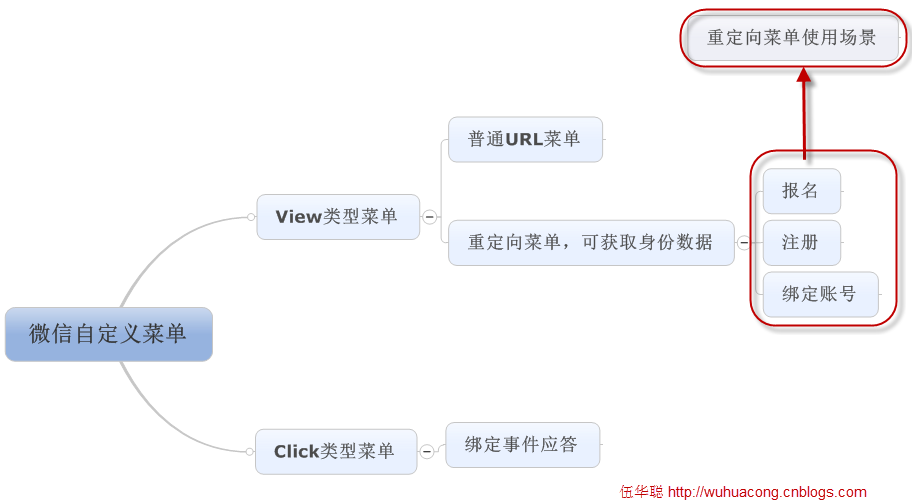 重定向菜单使用场景
普通URL菜单
报名
View类型菜单
重定向菜单，可获取身份数据
注册
绑定账号
微信自定义菜单
Click类型菜单
绑定事件应答
伍华聪 http://wuhuacong.cnblogs.com